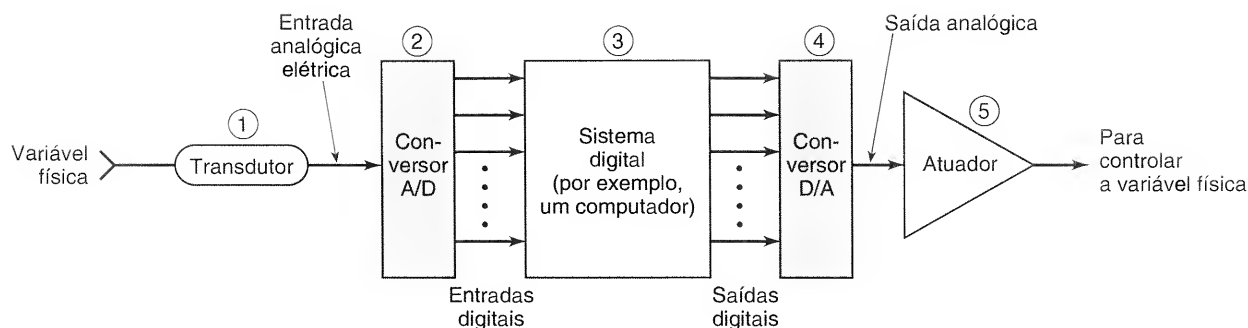 Variável
física
1
Transdutor
Entrada
analógica
elétrica
2
Con-
versor
A/D
Entradas
digitais
3
Sistema
digital
(por exemplo,
um computador)
Saídas
digitais
4
Con-
versor
D/A
Saída analógica
5
Atuador
Para
controlar
a variável física